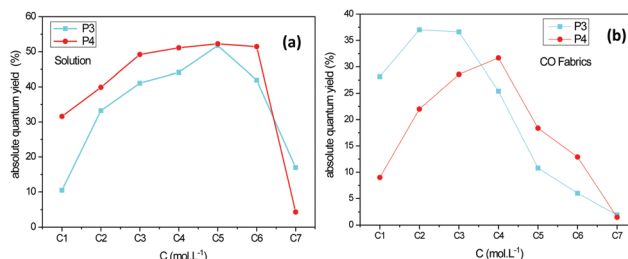 60
50
40
30
20
10
0
absolute quantum yield (%)
P3
P4
Solution
(a)
C1 C2 C3 C4 C5 C6 C7
C (mol.L-1)
40
35
30
25
20
15
10
5
0
absolute quantum yield (%)
P3
P4
(b)
CO Fabrics
C1 C2 C3 C4 C5 C6 C7
C (mol.L-1)